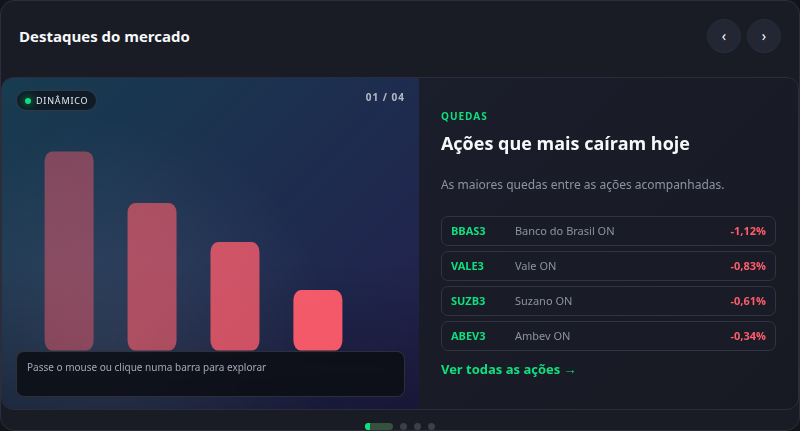 Destaques do mercado
‹ ›
DINÂMICO
01 / 04
Passe o mouse ou clique numa barra para explorar
QUEDAS
Ações que mais caíram hoje
As maiores quedas entre as ações acompanhadas.
BBAS3 Banco do Brasil ON -1,12%
VALE3 Vale ON -0,83%
SUZB3 Suzano ON -0,61%
ABEV3 Ambev ON -0,34%
Ver todas as ações →